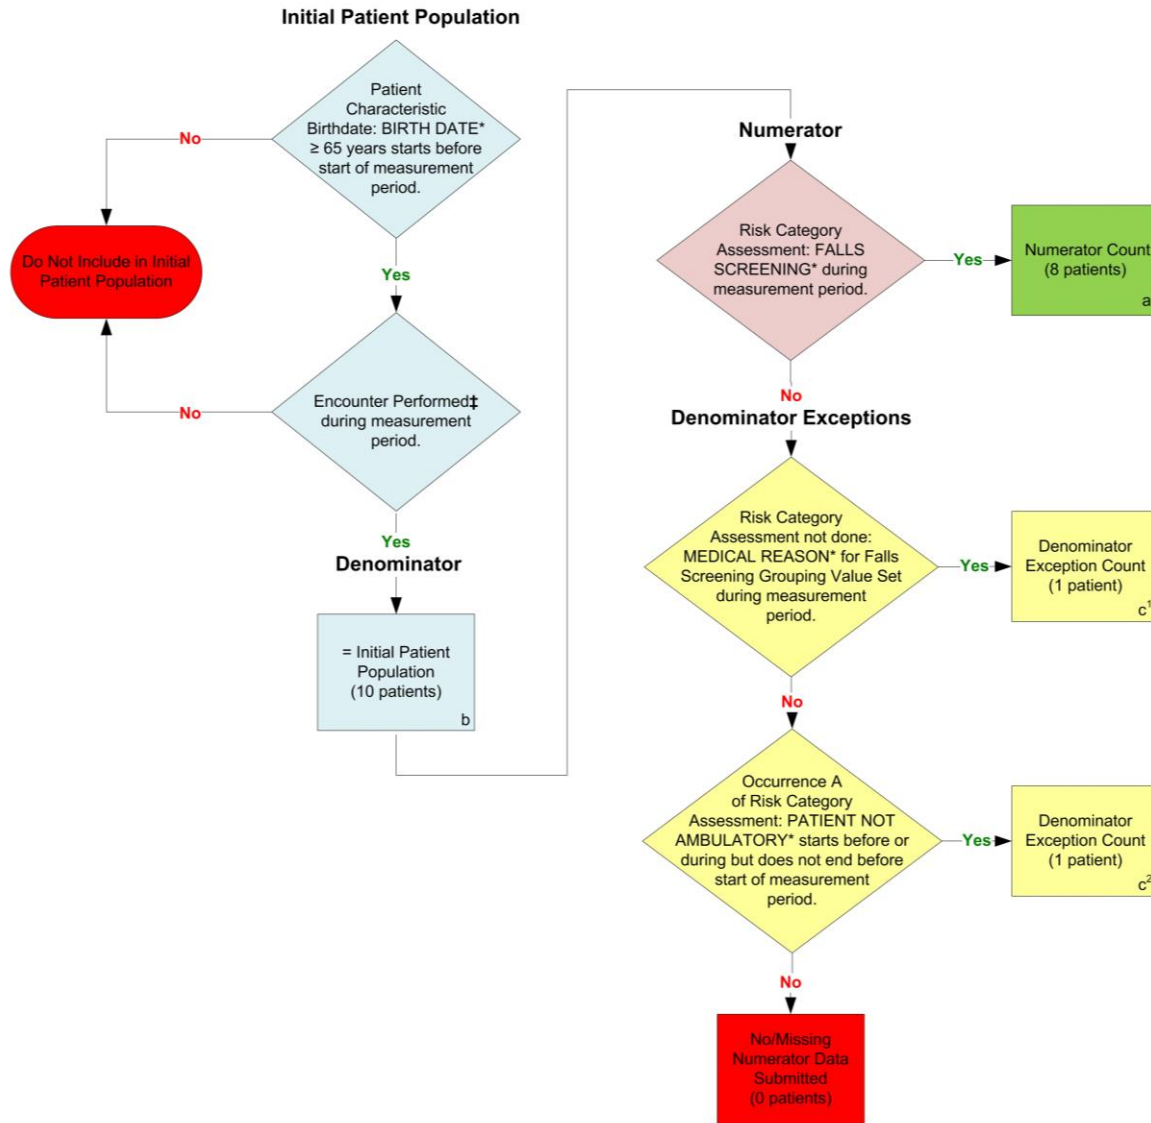 Initial Patient Population
Patient
Characteristic
Birthdate: BIRTH DATE*
≥ 65 years starts before
start of measurement
period.
No
Do Not Include in Initial
Patient Population
Yes
Encounter Performed‡
during measurement
period.
No
Yes
Denominator
= Initial Patient
Population
(10 patients)
b
Numerator
Risk Category
Assessment: FALLS
SCREENING* during
measurement period.
Yes
Numerator Count
(8 patients)
a
No
Denominator Exceptions
Risk Category
Assessment not done:
MEDICAL REASON* for Falls
Screening Grouping Value Set
during measurement
period.
Yes
Denominator
Exception Count
(1 patient)
c¹
No
Occurrence A
of Risk Category
Assessment: PATIENT NOT
AMBULATORY* starts before or
during but does not end before
start of measurement
period.
Yes
Denominator
Exception Count
(1 patient)
c²
No
No/Missing
Numerator Data
Submitted
(0 patients)